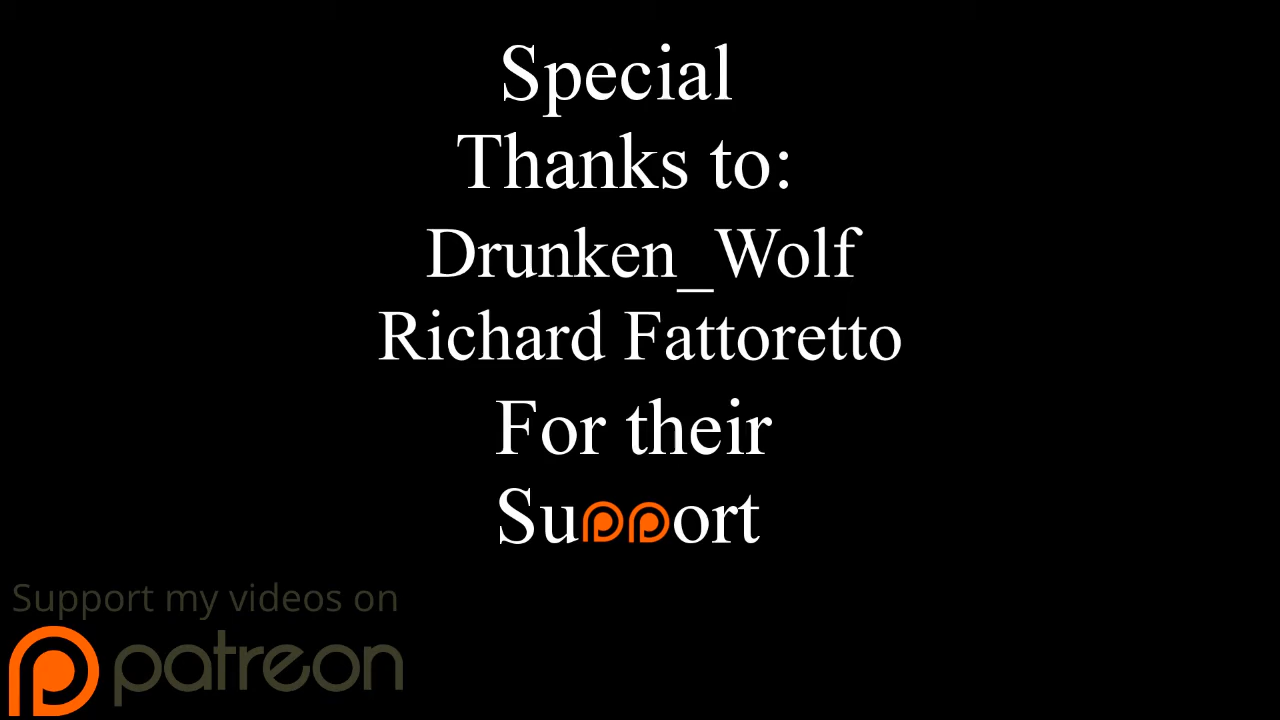 Special
Thanks to:
Drunken_Wolf
Richard Fattoretto
For their
Support
Support my videos on
patreon